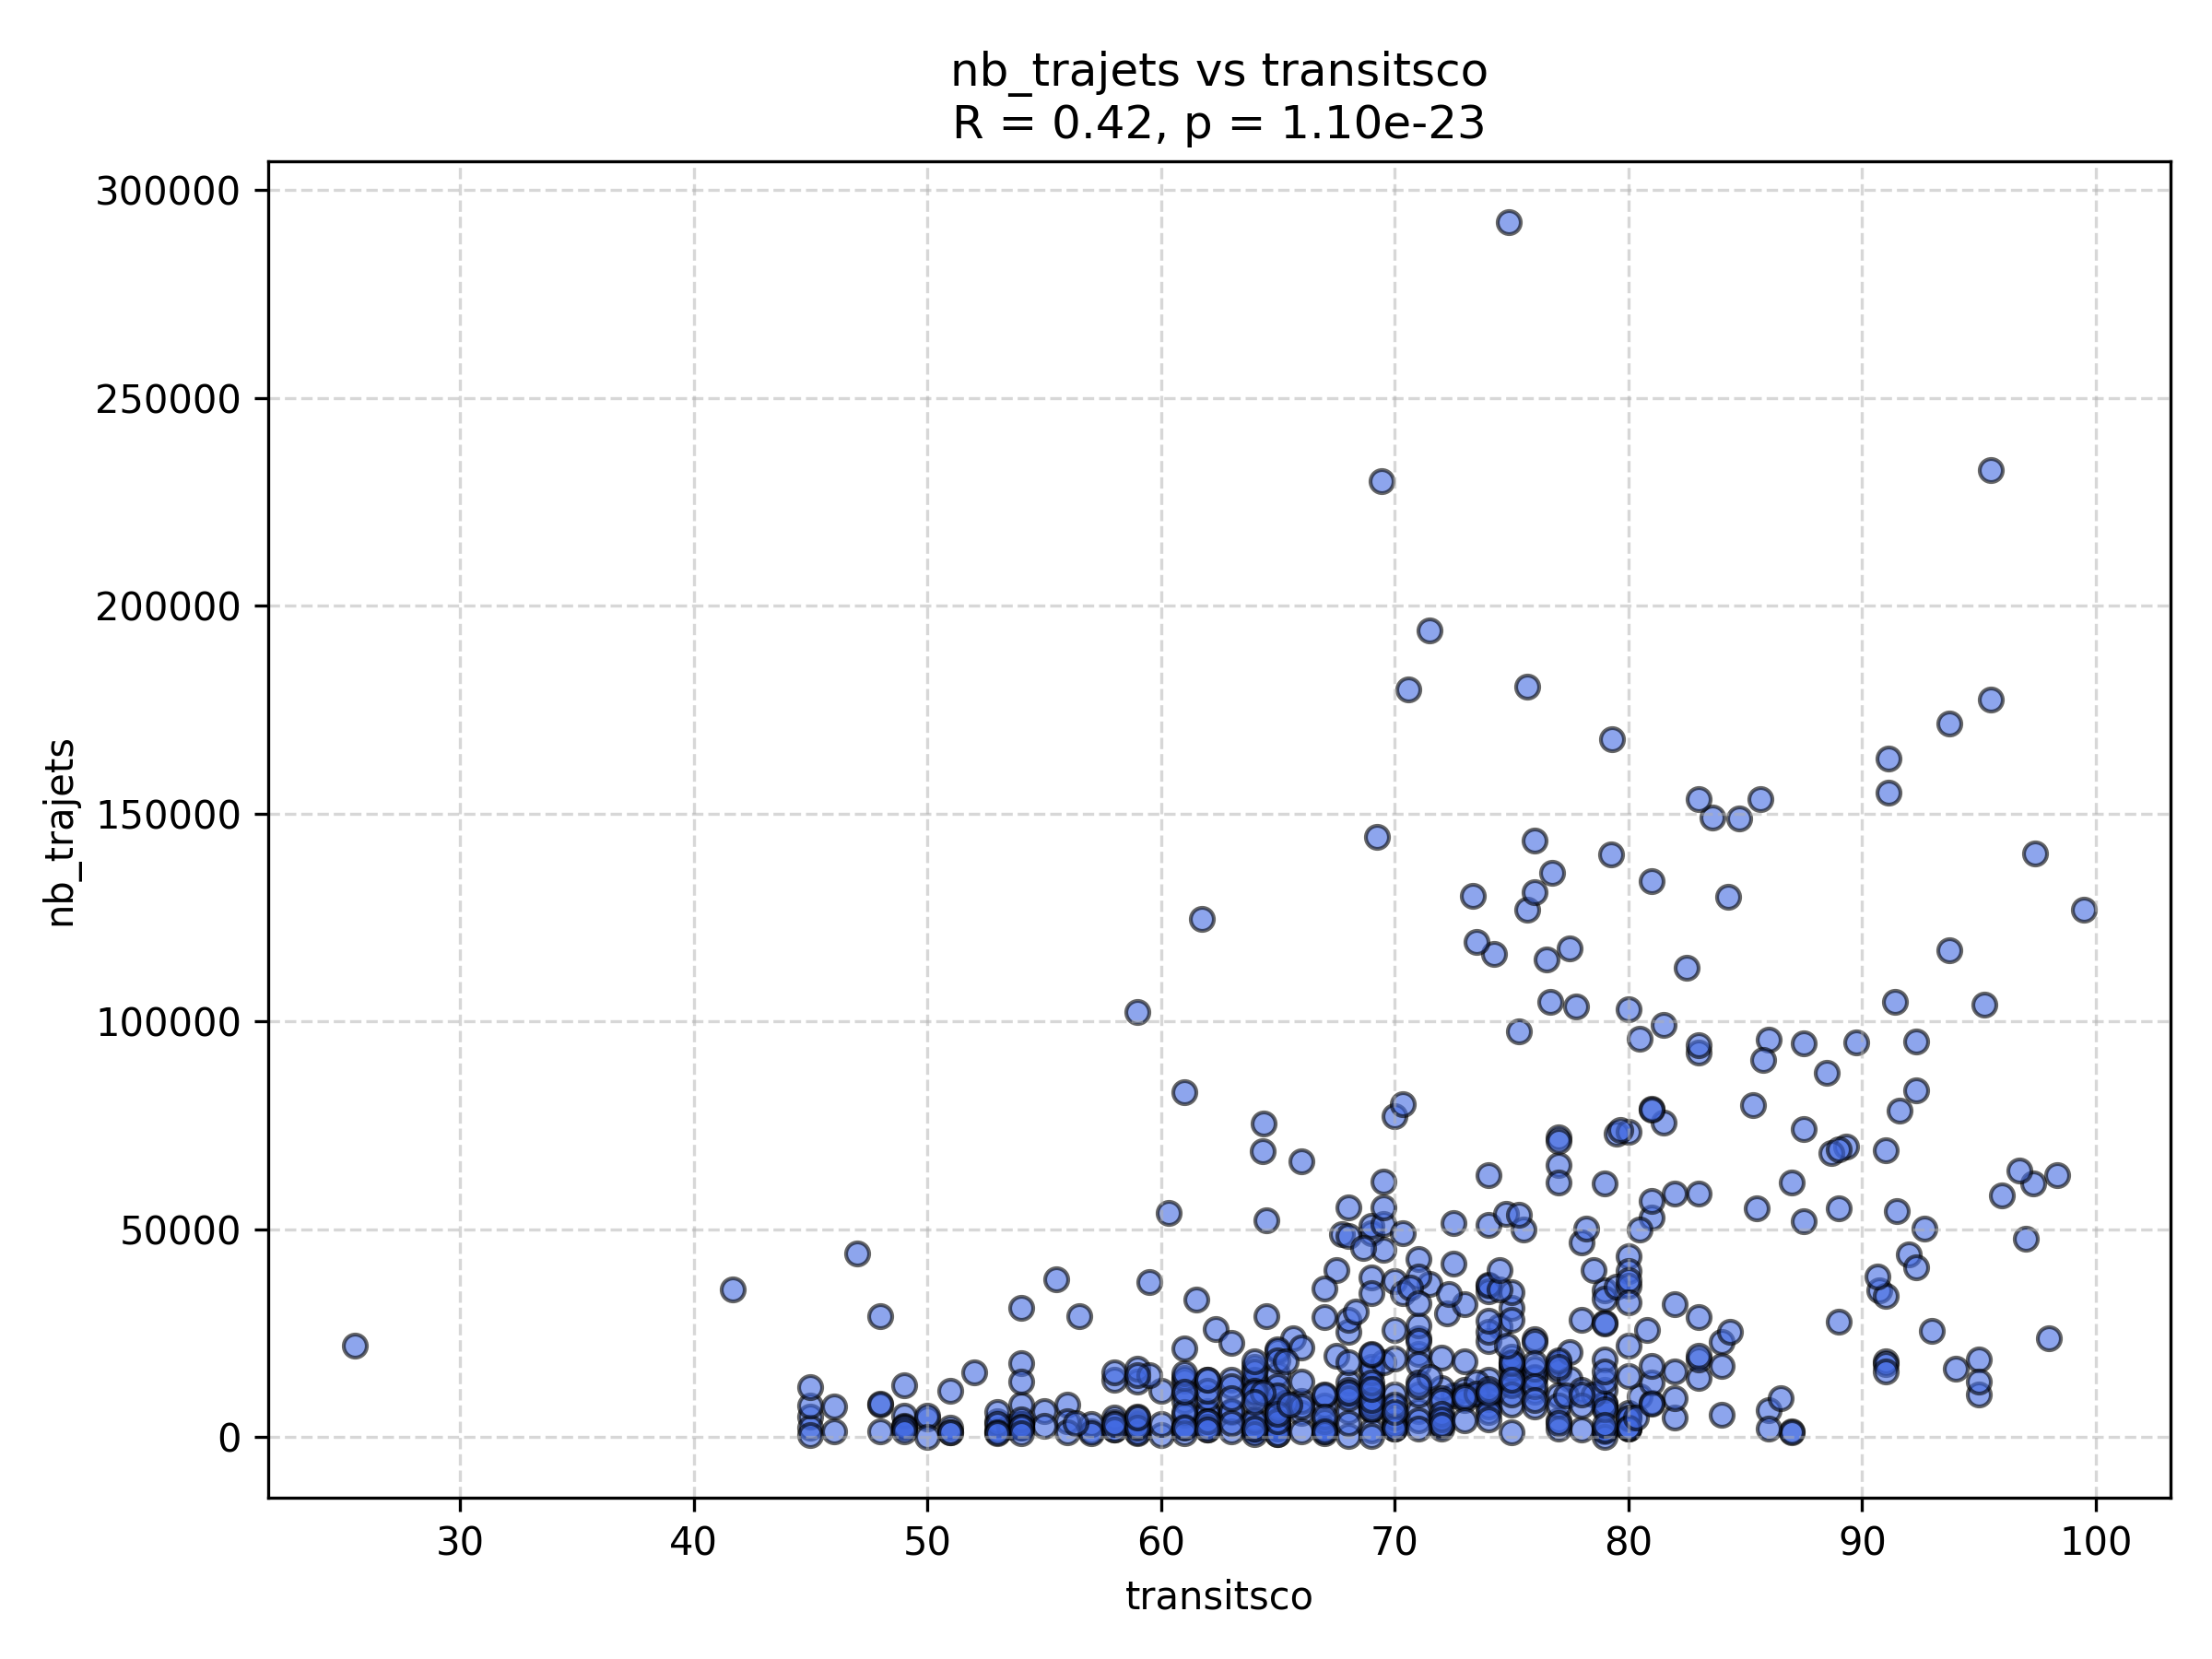 nb_trajets vs transitsco
R = 0.42, p = 1.10e-23
300000
250000
200000
150000
100000
50000
0
nb_trajets
30 40 50 60 70 80 90 100
transitsco